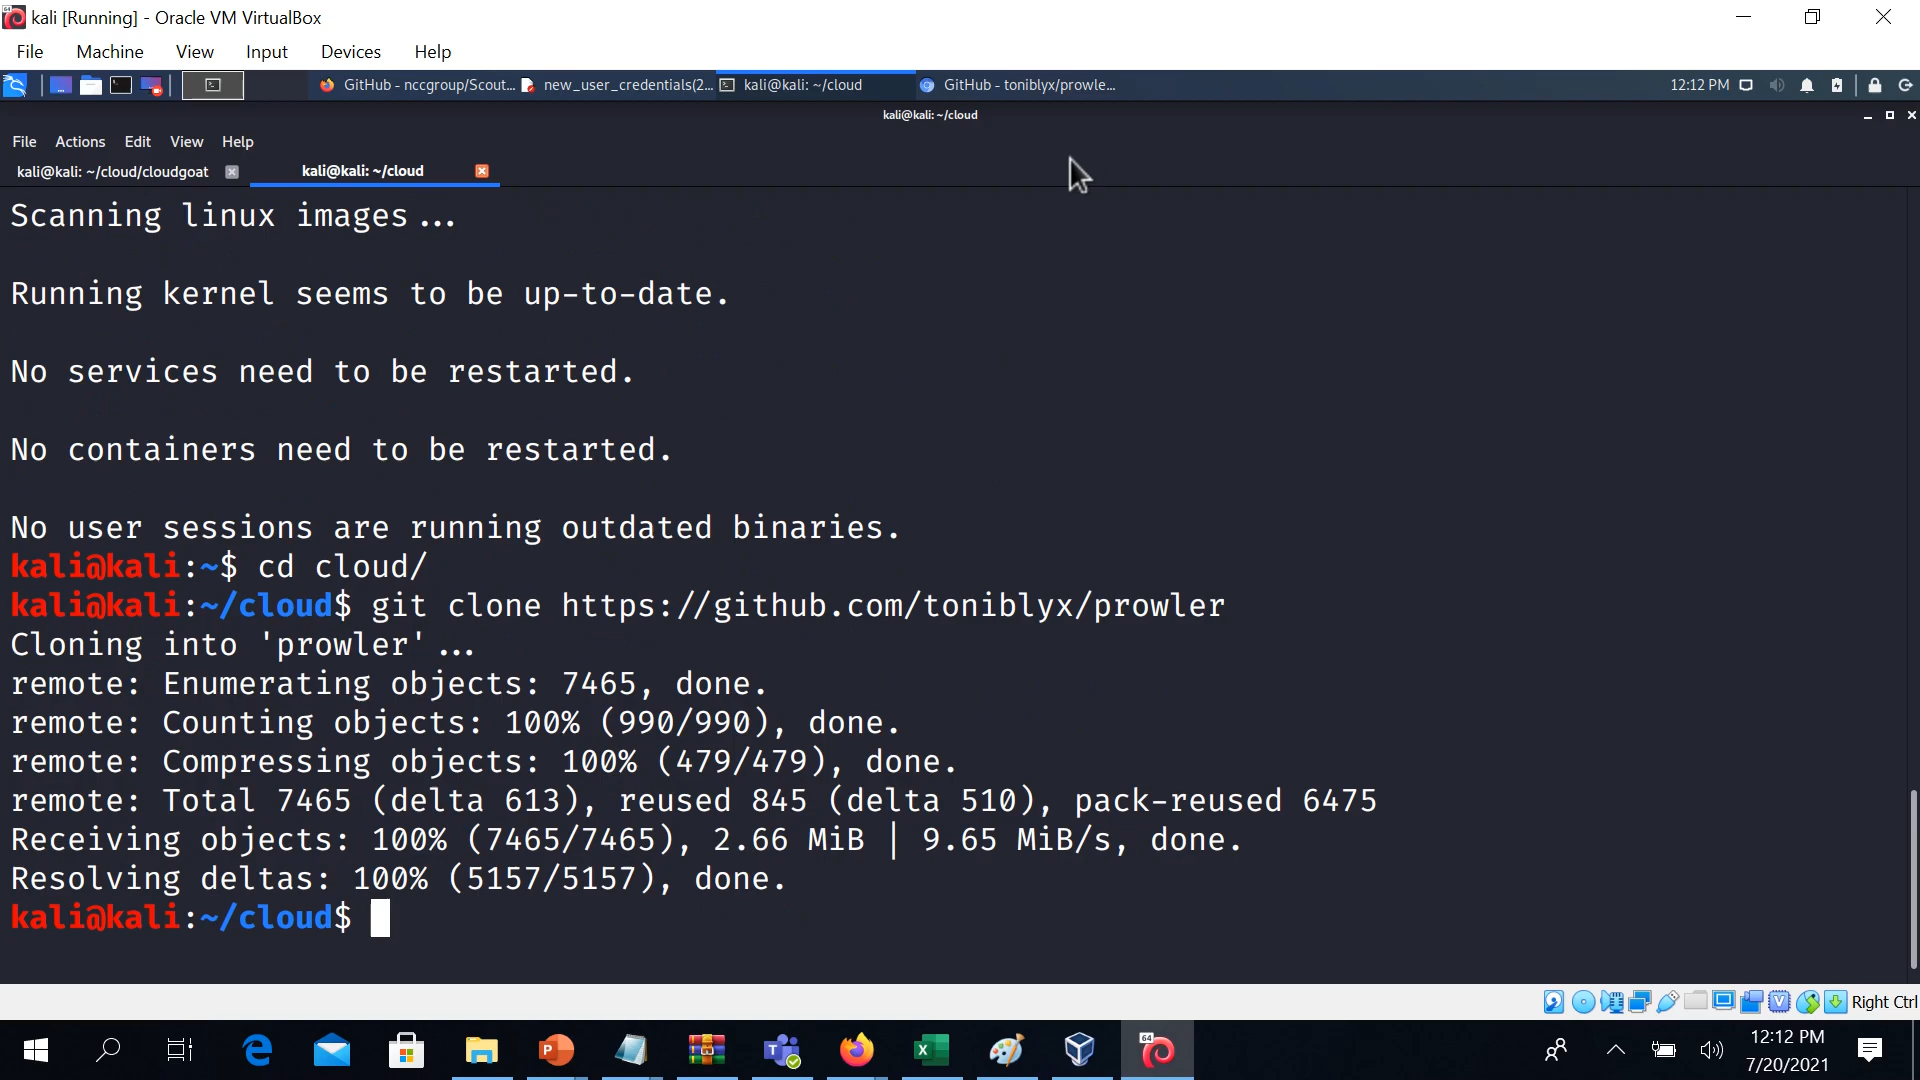 kali [Running] - Oracle VM VirtualBox
File Machine View Input Devices Help
GitHub - nccgroup/Scout... new_user_credentials(2... kali@kali: ~/cloud GitHub - toniblyx/prowle... 12:12 PM
kali@kali: ~/cloud
File Actions Edit View Help
kali@kali: ~/cloud/cloudgoat kali@kali: ~/cloud
Scanning linux images...
Running kernel seems to be up-to-date.
No services need to be restarted.
No containers need to be restarted.
No user sessions are running outdated binaries.
kali@kali:~$ cd cloud/
kali@kali:~/cloud$ git clone https://github.com/toniblyx/prowler
Cloning into 'prowler'...
remote: Enumerating objects: 7465, done.
remote: Counting objects: 100% (990/990), done.
remote: Compressing objects: 100% (479/479), done.
remote: Total 7465 (delta 613), reused 845 (delta 510), pack-reused 6475
Receiving objects: 100% (7465/7465), 2.66 MiB | 9.65 MiB/s, done.
Resolving deltas: 100% (5157/5157), done.
kali@kali:~/cloud$
Right Ctrl
12:12 PM
7/20/2021